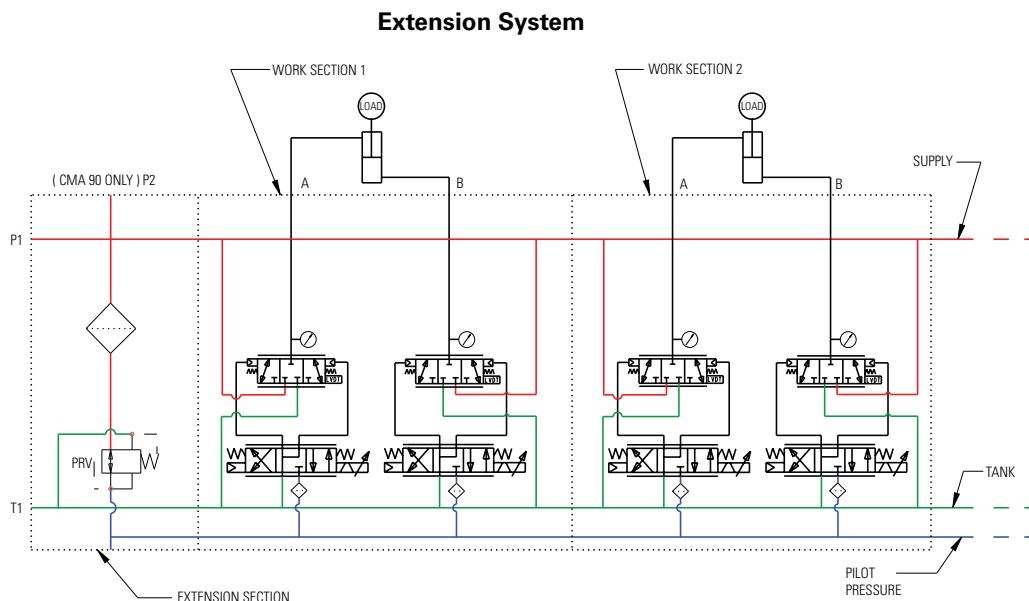 Extension System
WORK SECTION 1
WORK SECTION 2
LOAD
LOAD
SUPPLY
( CMA 90 ONLY ) P2
A
B
A
B
P1
LVDT
LVDT
LVDT
LVDT
PRV
T1
TANK
PILOT
PRESSURE
EXTENSION SECTION